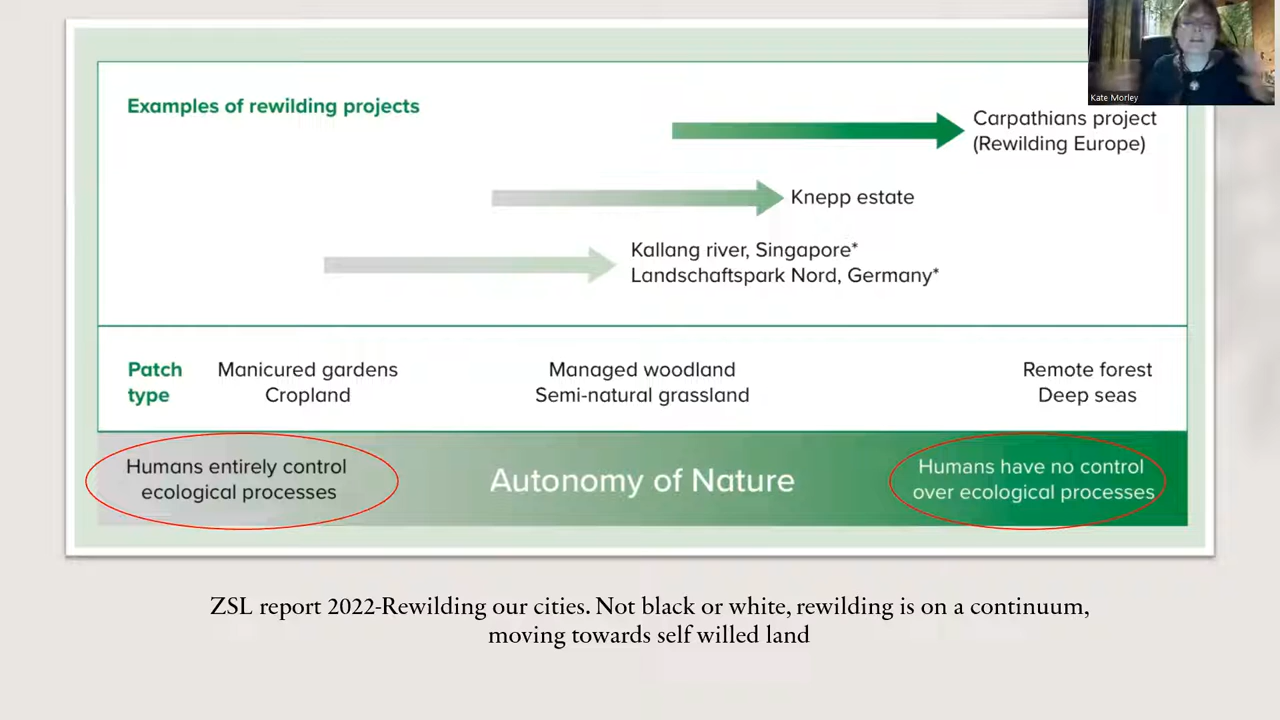 Kate Morley
Examples of rewilding projects
Carpathians project
(Rewilding Europe)
Knepp estate
Kallang river, Singapore*
Landschaftspark Nord, Germany*
Patch
type
Manicured gardens
Cropland
Managed woodland
Semi-natural grassland
Remote forest
Deep seas
Humans entirely control
ecological processes
Autonomy of Nature
Humans have no control
over ecological processes
ZSL report 2022-Rewilding our cities. Not black or white, rewilding is on a continuum,
moving towards self willed land